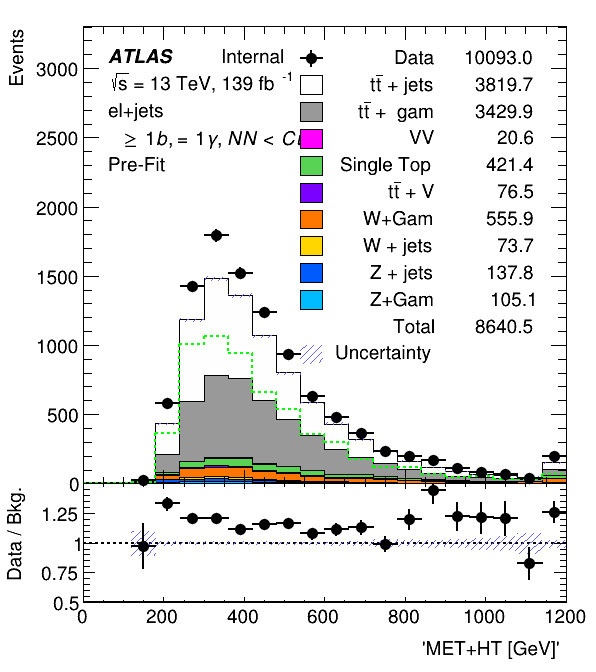 Events
3000
2500
2000
1500
1000
500
0
ATLAS Internal
√s = 13 TeV, 139 fb⁻¹
el+jets
≥ 1b, = 1γ, NN <
Pre-Fit
Data 10093.0
tt̄ + jets 3819.7
tt̄ + gam 3429.9
VV 20.6
Single Top 421.4
tt̄ + V 76.5
W+Gam 555.9
W + jets 73.7
Z + jets 137.8
Z+Gam 105.1
Total 8640.5
Uncertainty
Data / Bkg.
1.25
1
0.75
0.5
0 200 400 600 800 1000 1200
'MET+HT [GeV]'